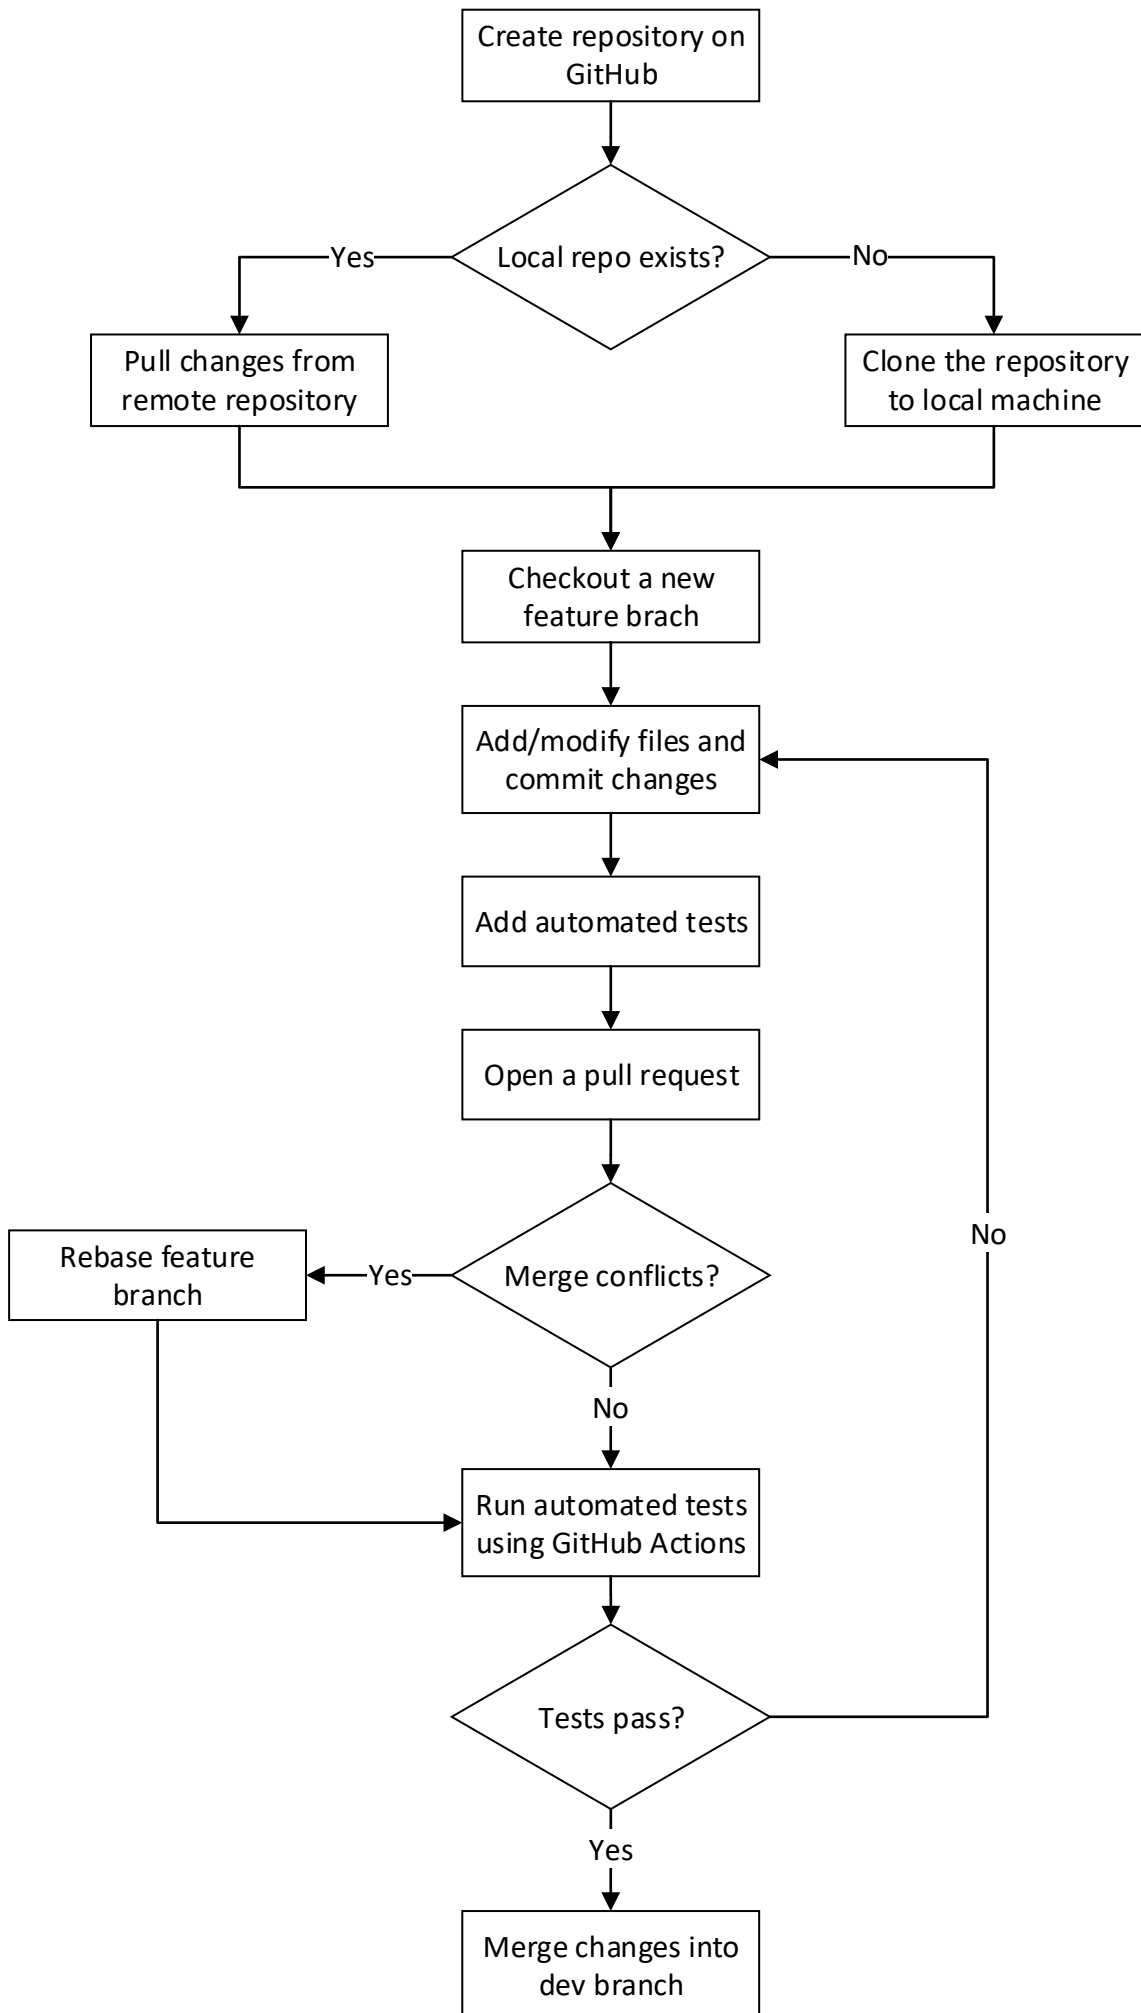 Create repository on
GitHub
Local repo exists?
Yes
No
Pull changes from
remote repository
Clone the repository
to local machine
Checkout a new
feature brach
Add/modify files and
commit changes
Add automated tests
Open a pull request
Merge conflicts?
Yes
Rebase feature
branch
No
No
Run automated tests
using GitHub Actions
Tests pass?
Yes
Merge changes into
dev branch